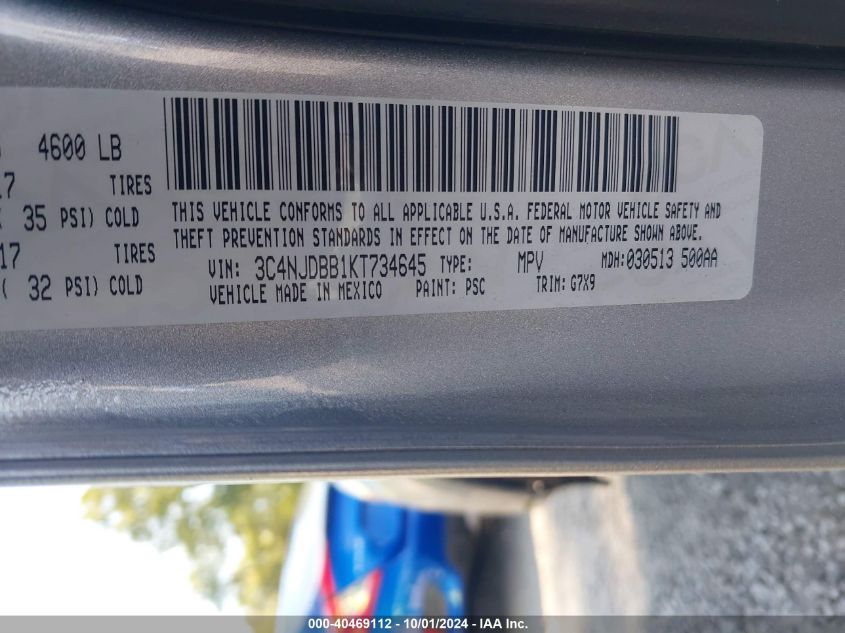 4600 LB
TIRES
35 PSI) COLD
TIRES
( 32 PSI) COLD
THIS VEHICLE CONFORMS TO ALL APPLICABLE U.S.A. FEDERAL MOTOR VEHICLE SAFETY AND
THEFT PREVENTION STANDARDS IN EFFECT ON THE DATE OF MANUFACTURE SHOWN ABOVE.
VIN: 3C4NJDBB1KT734645 TYPE: MPV MDH: 030513 500AA
VEHICLE MADE IN MEXICO PAINT: PSC TRIM: G7X9
000-40469112 - 10/01/2024 - IAA Inc.